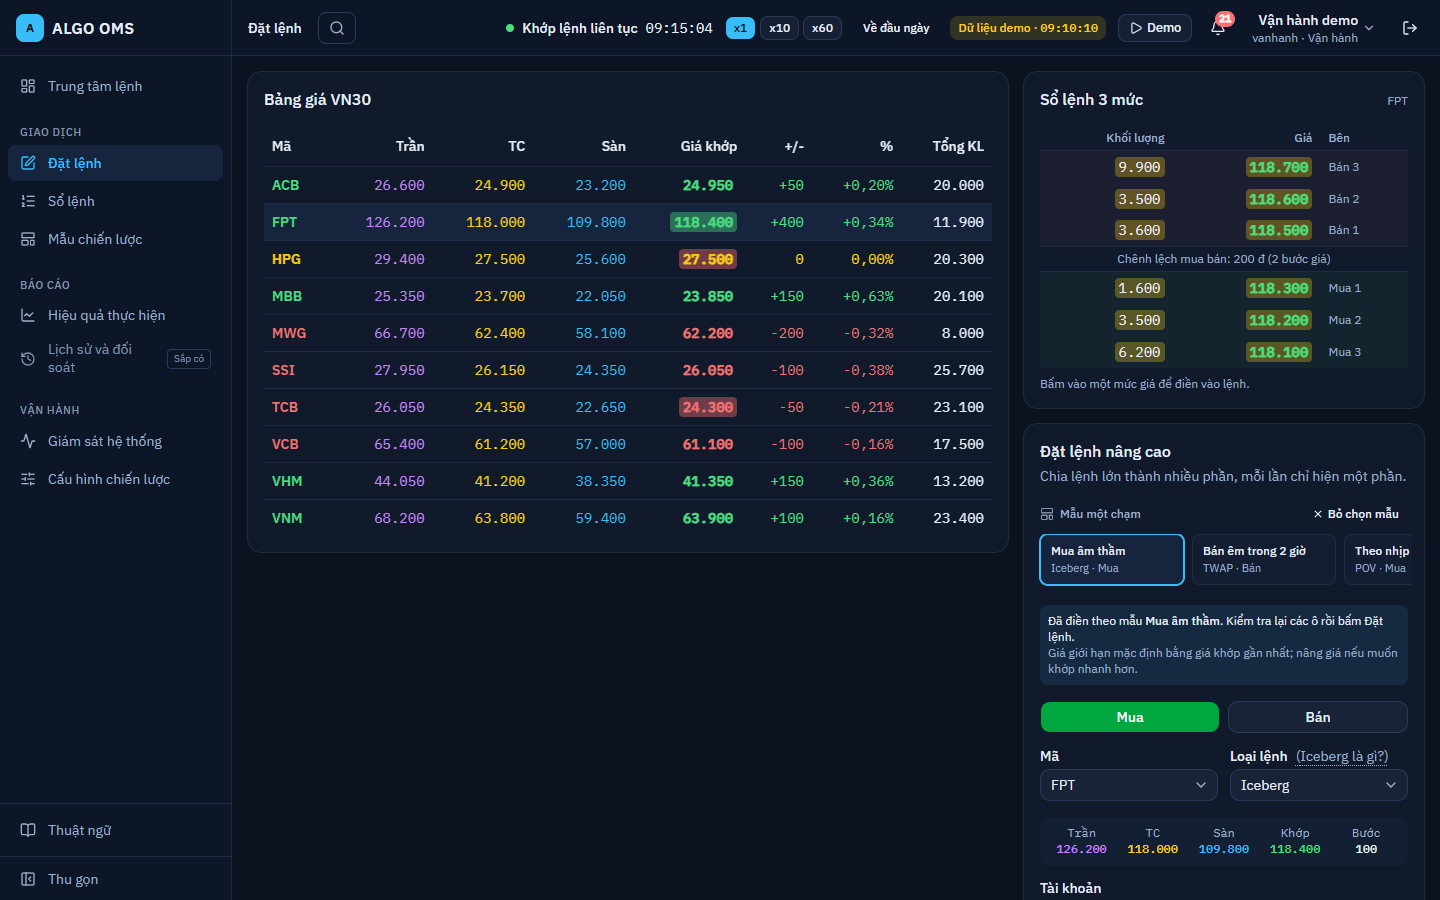 A ALGO OMS
Đặt lệnh
Khớp lệnh liên tục 09:15:04 x1 x10 x60 Về đầu ngày Dữ liệu demo · 09:10:10 Demo 21
Vận hành demo
vanhanh · Vận hành
Trung tâm lệnh
GIAO DỊCH
Đặt lệnh
Sổ lệnh
Mẫu chiến lược
BÁO CÁO
Hiệu quả thực hiện
Lịch sử và đối soát Sắp có
VẬN HÀNH
Giám sát hệ thống
Cấu hình chiến lược
Thuật ngữ
Thu gọn
Bảng giá VN30
Mã Trần TC Sàn Giá khớp +/- % Tổng KL
ACB 26.600 24.900 23.200 24.950 +50 +0,20% 20.000
FPT 126.200 118.000 109.800 118.400 +400 +0,34% 11.900
HPG 29.400 27.500 25.600 27.500 0 0,00% 20.300
MBB 25.350 23.700 22.050 23.850 +150 +0,63% 20.100
MWG 66.700 62.400 58.100 62.200 -200 -0,32% 8.000
SSI 27.950 26.150 24.350 26.050 -100 -0,38% 25.700
TCB 26.050 24.350 22.650 24.300 -50 -0,21% 23.100
VCB 65.400 61.200 57.000 61.100 -100 -0,16% 17.500
VHM 44.050 41.200 38.350 41.350 +150 +0,36% 13.200
VNM 68.200 63.800 59.400 63.900 +100 +0,16% 23.400
Sổ lệnh 3 mức FPT
Khối lượng Giá Bên
9.900 118.700 Bán 3
3.500 118.600 Bán 2
3.600 118.500 Bán 1
Chênh lệch mua bán: 200 đ (2 bước giá)
1.600 118.300 Mua 1
3.500 118.200 Mua 2
6.200 118.100 Mua 3
Bấm vào một mức giá để điền vào lệnh.
Đặt lệnh nâng cao
Chia lệnh lớn thành nhiều phần, mỗi lần chỉ hiện một phần.
Mẫu một chạm × Bỏ chọn mẫu
Mua âm thầm Bán êm trong 2 giờ Theo nhịp
Iceberg · Mua TWAP · Bán POV · Mua
Đã điền theo mẫu Mua âm thầm. Kiểm tra lại các ô rồi bấm Đặt
lệnh.
Giá giới hạn mặc định bằng giá khớp gần nhất; nâng giá nếu muốn
khớp nhanh hơn.
Mua Bán
Mã Loại lệnh (Iceberg là gì?)
FPT Iceberg
Trần TC Sàn Khớp Bước
126.200 118.000 109.800 118.400 100
Tài khoản